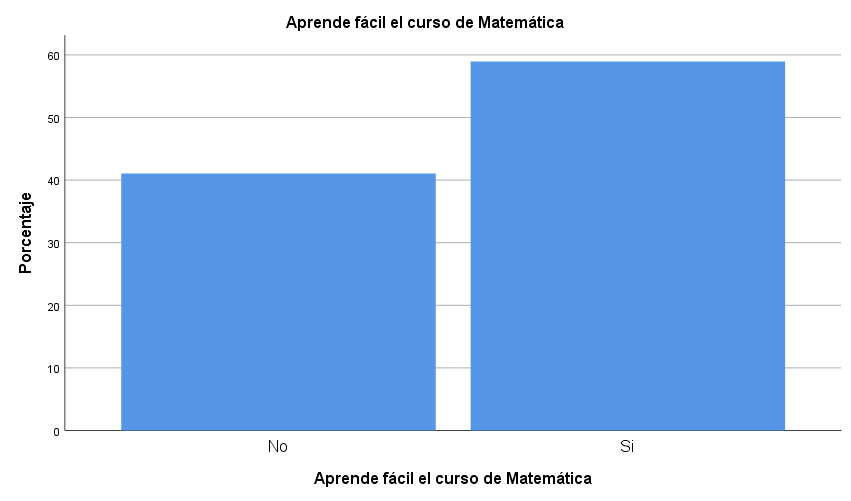 Aprende fácil el curso de Matemática
Porcentaje
60
50
40
30
20
10
0
No
Si
Aprende fácil el curso de Matemática